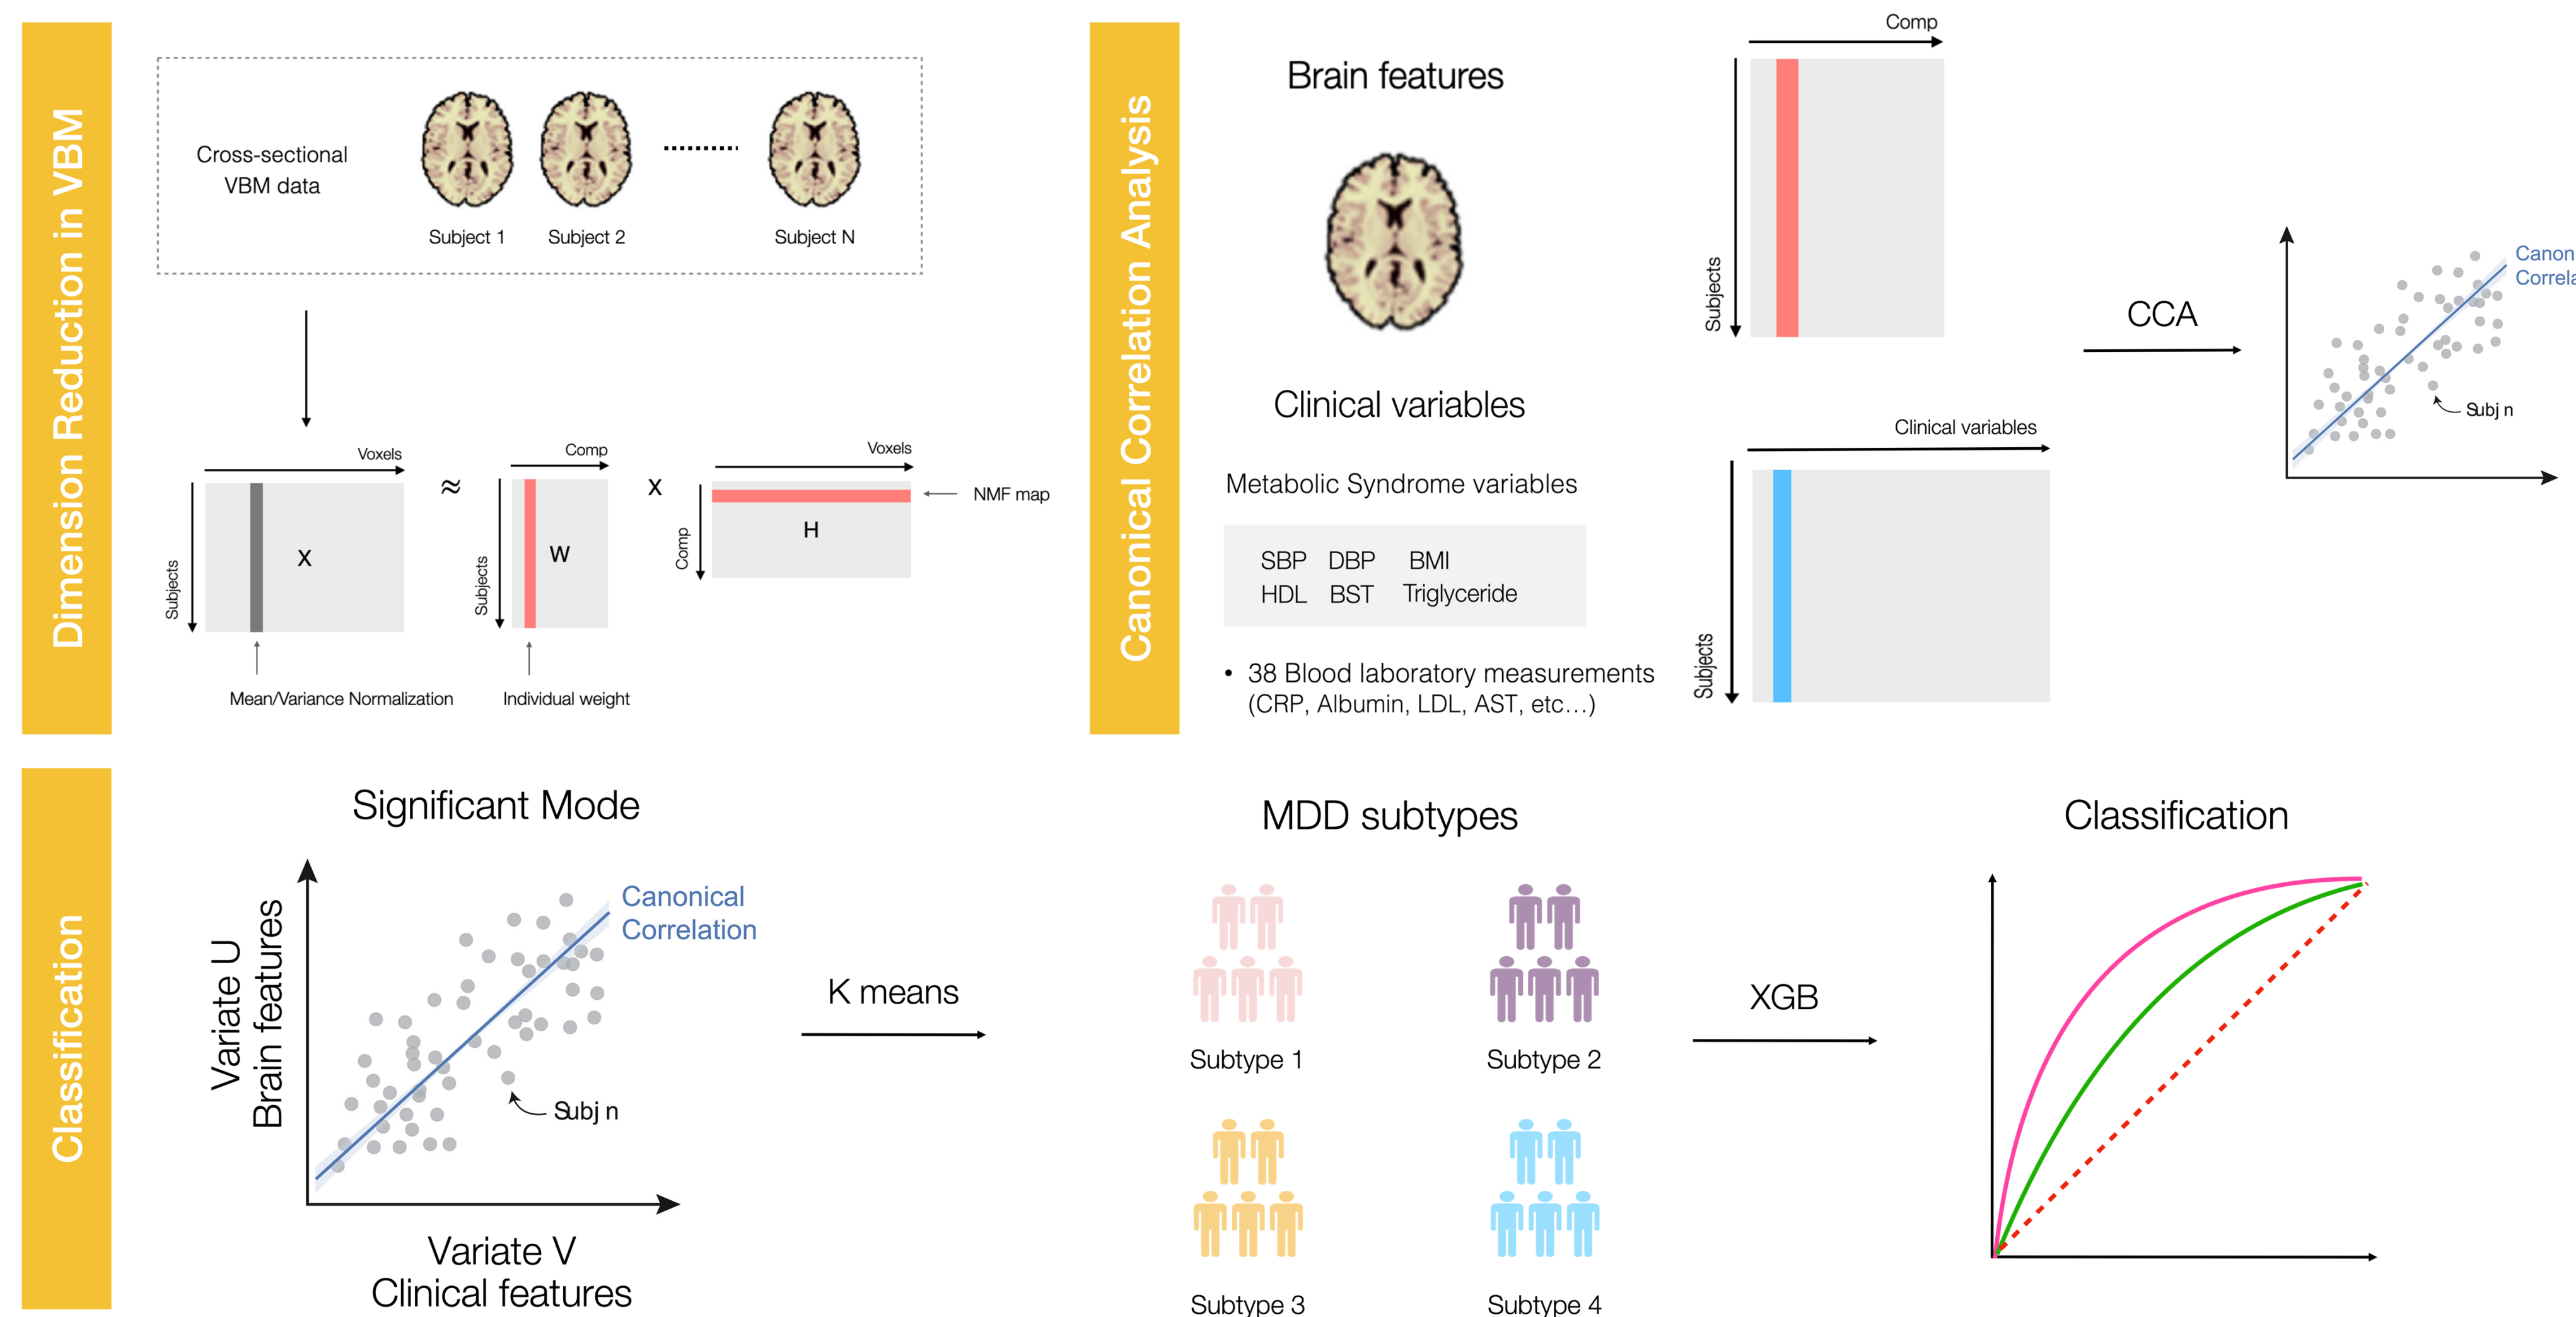 Dimension Reduction in VBM
Cross-sectional
VBM data
Subject 1
Subject 2
Subject N
Voxels
Subjects
X
Mean/Variance Normalization
≈
Comp
Subjects
W
Individual weight
x
Voxels
Comp
H
NMF map
Canonical Correlation Analysis
Brain features
Clinical variables
Metabolic Syndrome variables
SBP DBP BMI
HDL BST Triglyceride
• 38 Blood laboratory measurements
(CRP, Albumin, LDL, AST, etc…)
Comp
Subjects
Clinical variables
Subjects
CCA
Canon
Correla
Subj n
Classification
Significant Mode
Variate U
Brain features
Canonical
Correlation
Subj n
Variate V
Clinical features
K means
MDD subtypes
Subtype 1
Subtype 2
Subtype 3
Subtype 4
XGB
Classification